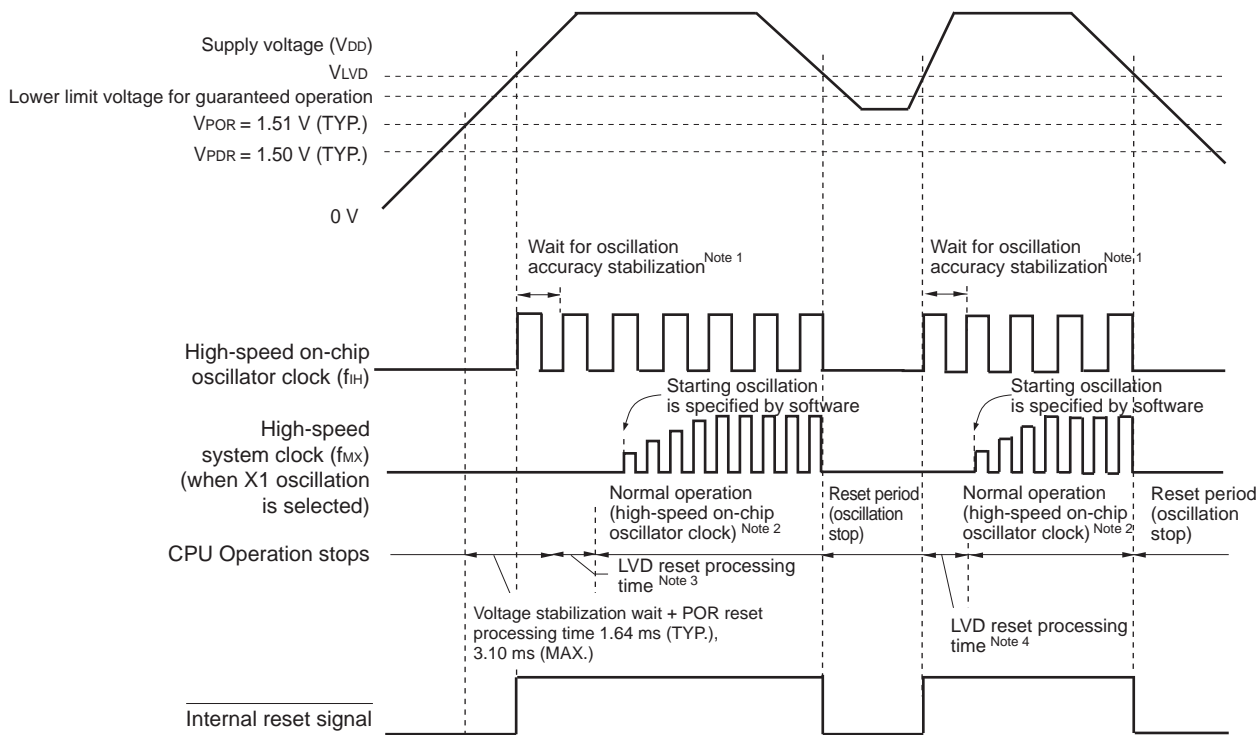 Supply voltage (VDD)
VLVD
Lower limit voltage for guaranteed operation
VPOR = 1.51 V (TYP.)
VPDR = 1.50 V (TYP.)
0 V
Wait for oscillation
accuracy stabilization Note 1
Wait for oscillation
accuracy stabilization Note 1
High-speed on-chip
oscillator clock (fIH)
Starting oscillation
is specified by software
Starting oscillation
is specified by software
High-speed
system clock (fMX)
(when X1 oscillation
is selected)
Normal operation
(high-speed on-chip
oscillator clock) Note 2
Reset period
(oscillation
stop)
Normal operation
(high-speed on-chip
oscillator clock) Note 2
Reset period
(oscillation
stop)
CPU Operation stops
LVD reset processing
time Note 3
Voltage stabilization wait + POR reset
processing time 1.64 ms (TYP.),
3.10 ms (MAX.)
LVD reset processing
time Note 4
Internal reset signal